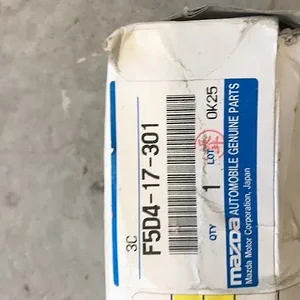 3C
F5D4-17-301
QTY 1 LOT 0K25
mazda AUTOMOBILE GENUINE PARTS
Mazda Motor Corporation, Japan